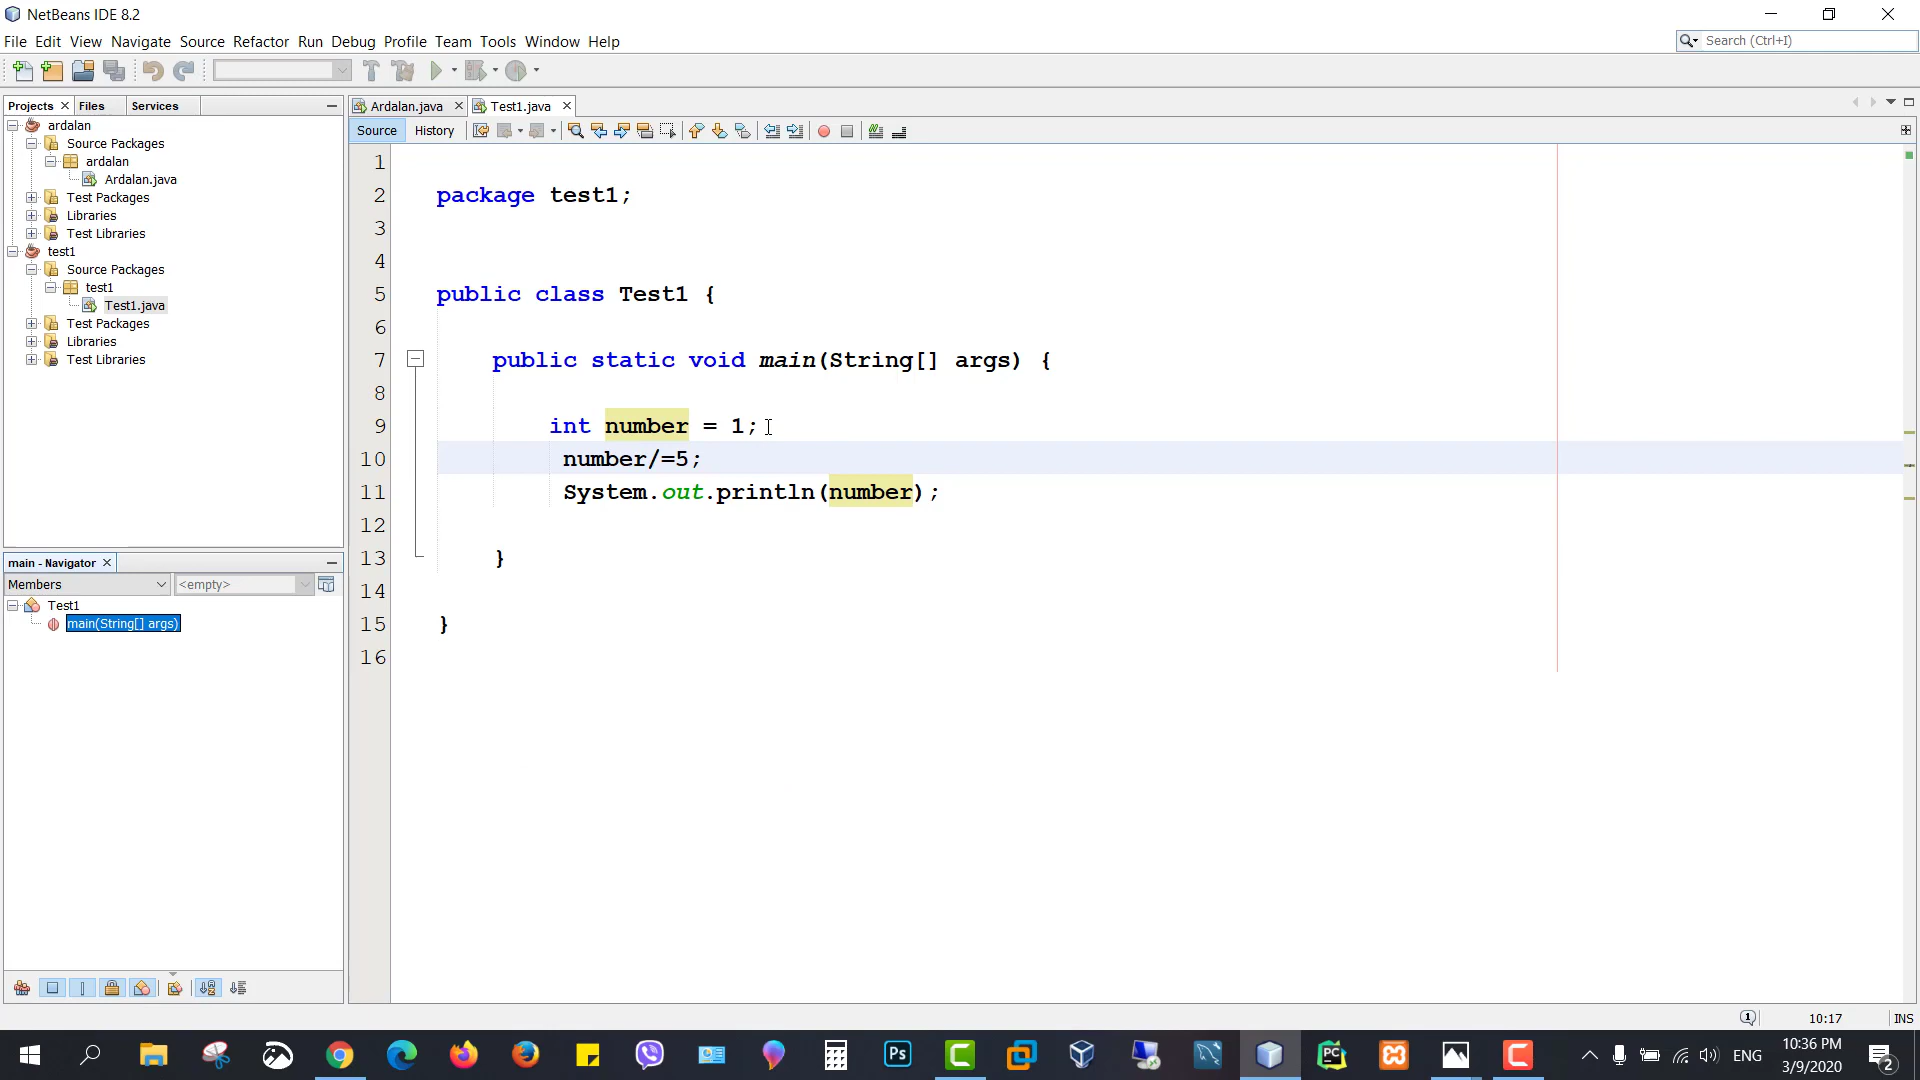 NetBeans IDE 8.2
File Edit View Navigate Source Refactor Run Debug Profile Team Tools Window Help
Search (Ctrl+I)
Projects Files Services
ardalan
Source Packages
ardalan
Ardalan.java
Test Packages
Libraries
Test Libraries
test1
Source Packages
test1
Test1.java
Test Packages
Libraries
Test Libraries
main - Navigator
Members <empty>
Test1
main(String[] args)
Ardalan.java Test1.java
Source History
1
2 package test1;
3
4
5 public class Test1 {
6
7 public static void main(String[] args) {
8
9 int number = 1;
10 number/=5;
11 System.out.println(number);
12
13 }
14
15 }
16
1 10:17 INS
Ps PC ENG 10:36 PM
3/9/2020 2